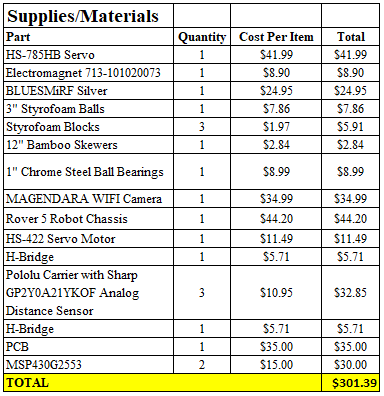 Supplies/Materials
Part Quantity Cost Per Item Total
HS-785HB Servo 1 $41.99 $41.99
Electromagnet 713-101020073 1 $8.90 $8.90
BLUESMiRF Silver 1 $24.95 $24.95
3" Styrofoam Balls 1 $7.86 $7.86
Styrofoam Blocks 3 $1.97 $5.91
12" Bamboo Skewers 1 $2.84 $2.84
1" Chrome Steel Ball Bearings 1 $8.99 $8.99
MAGENDARA WIFI Camera 1 $34.99 $34.99
Rover 5 Robot Chassis 1 $44.20 $44.20
HS-422 Servo Motor 1 $11.49 $11.49
H-Bridge 1 $5.71 $5.71
Pololu Carrier with Sharp
GP2Y0A21YKOF Analog 3 $10.95 $32.85
Distance Sensor
H-Bridge 1 $5.71 $5.71
PCB 1 $35.00 $35.00
MSP430G2553 2 $15.00 $30.00
TOTAL $301.39